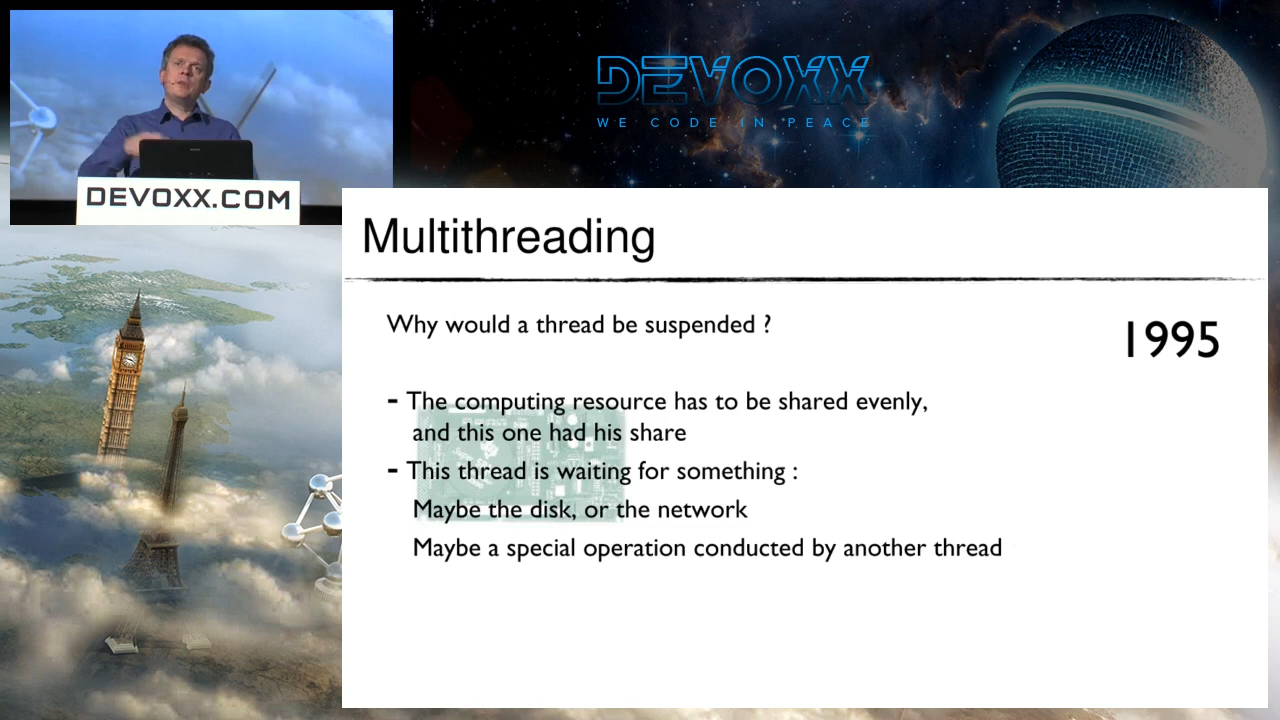 DEVOXX
WE CODE IN PEACE
DEVOXX.COM
Multithreading
Why would a thread be suspended ?
1995
- The computing resource has to be shared evenly,
and this one had his share
- This thread is waiting for something :
Maybe the disk, or the network
Maybe a special operation conducted by another thread